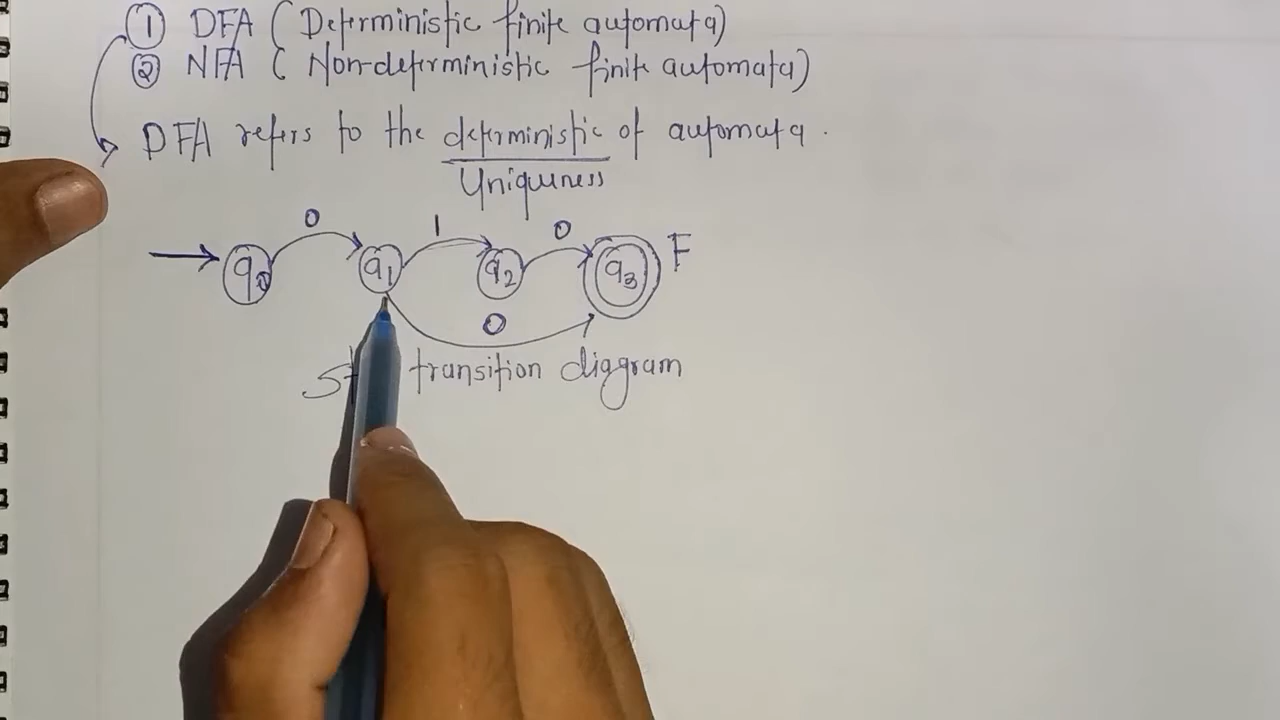 ① DFA ( Deterministic finite automata)
② NFA ( Non-deterministic finite automata)
DFA refers to the deterministic of automata.
Uniquness
0 1 0
q0 q1 q2 q3 F
0
transition diagram